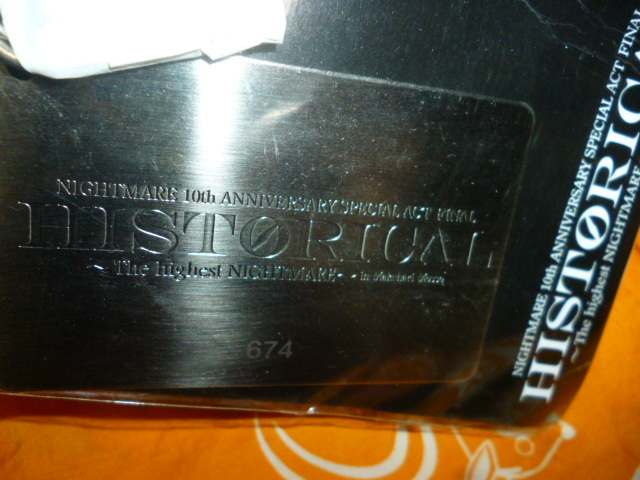 NIGHTMARE 10th ANNIVERSARY SPECIAL ACT FINAL
HISTØRICAL
~ The highest NIGHTMARE ~ in
674
NIGHTMARE 10th ANNIVERSARY SPECIAL ACT FINAL
HISTØRICA
~ The highest NIGHTMARE